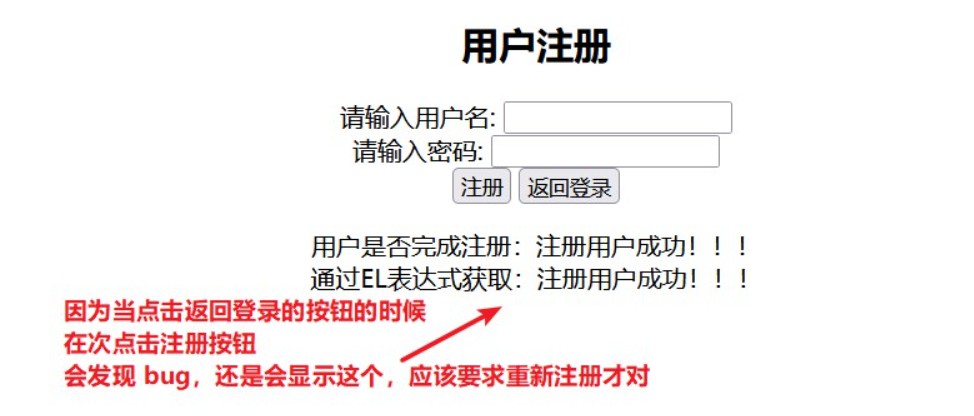 用户注册
请输入用户名:
请输入密码:
注册 返回登录
用户是否完成注册：注册用户成功！！！
通过EL表达式获取：注册用户成功！！！
因为当点击返回登录的按钮的时候
在次点击注册按钮
会发现 bug，还是会显示这个，应该要求重新注册才对